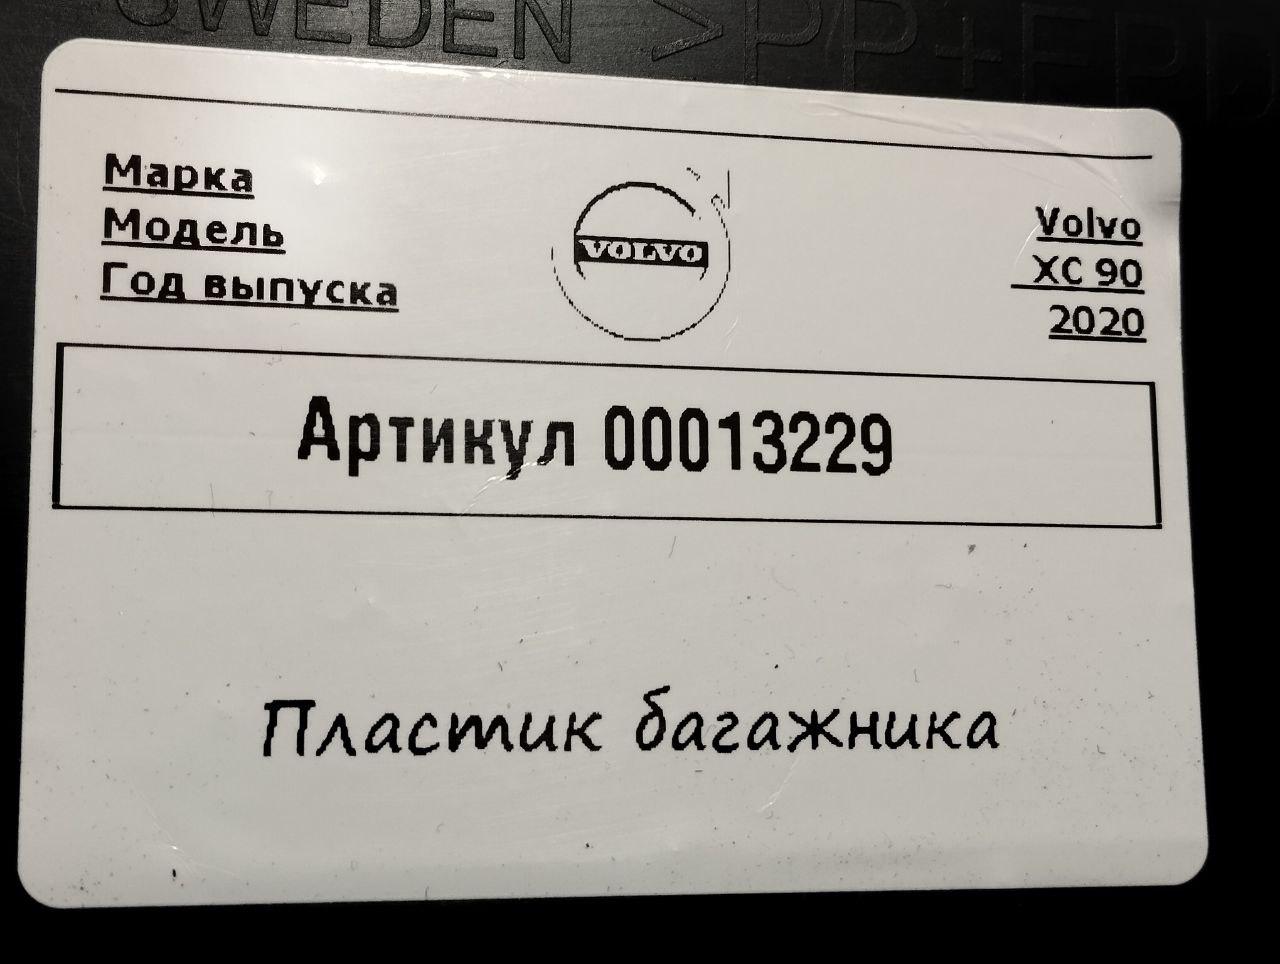 SWEDEN >PP+EPD
Марка
Модель
Год выпуска
VOLVO
Volvo
XC 90
2020
Артикул 00013229
Пластик багажника